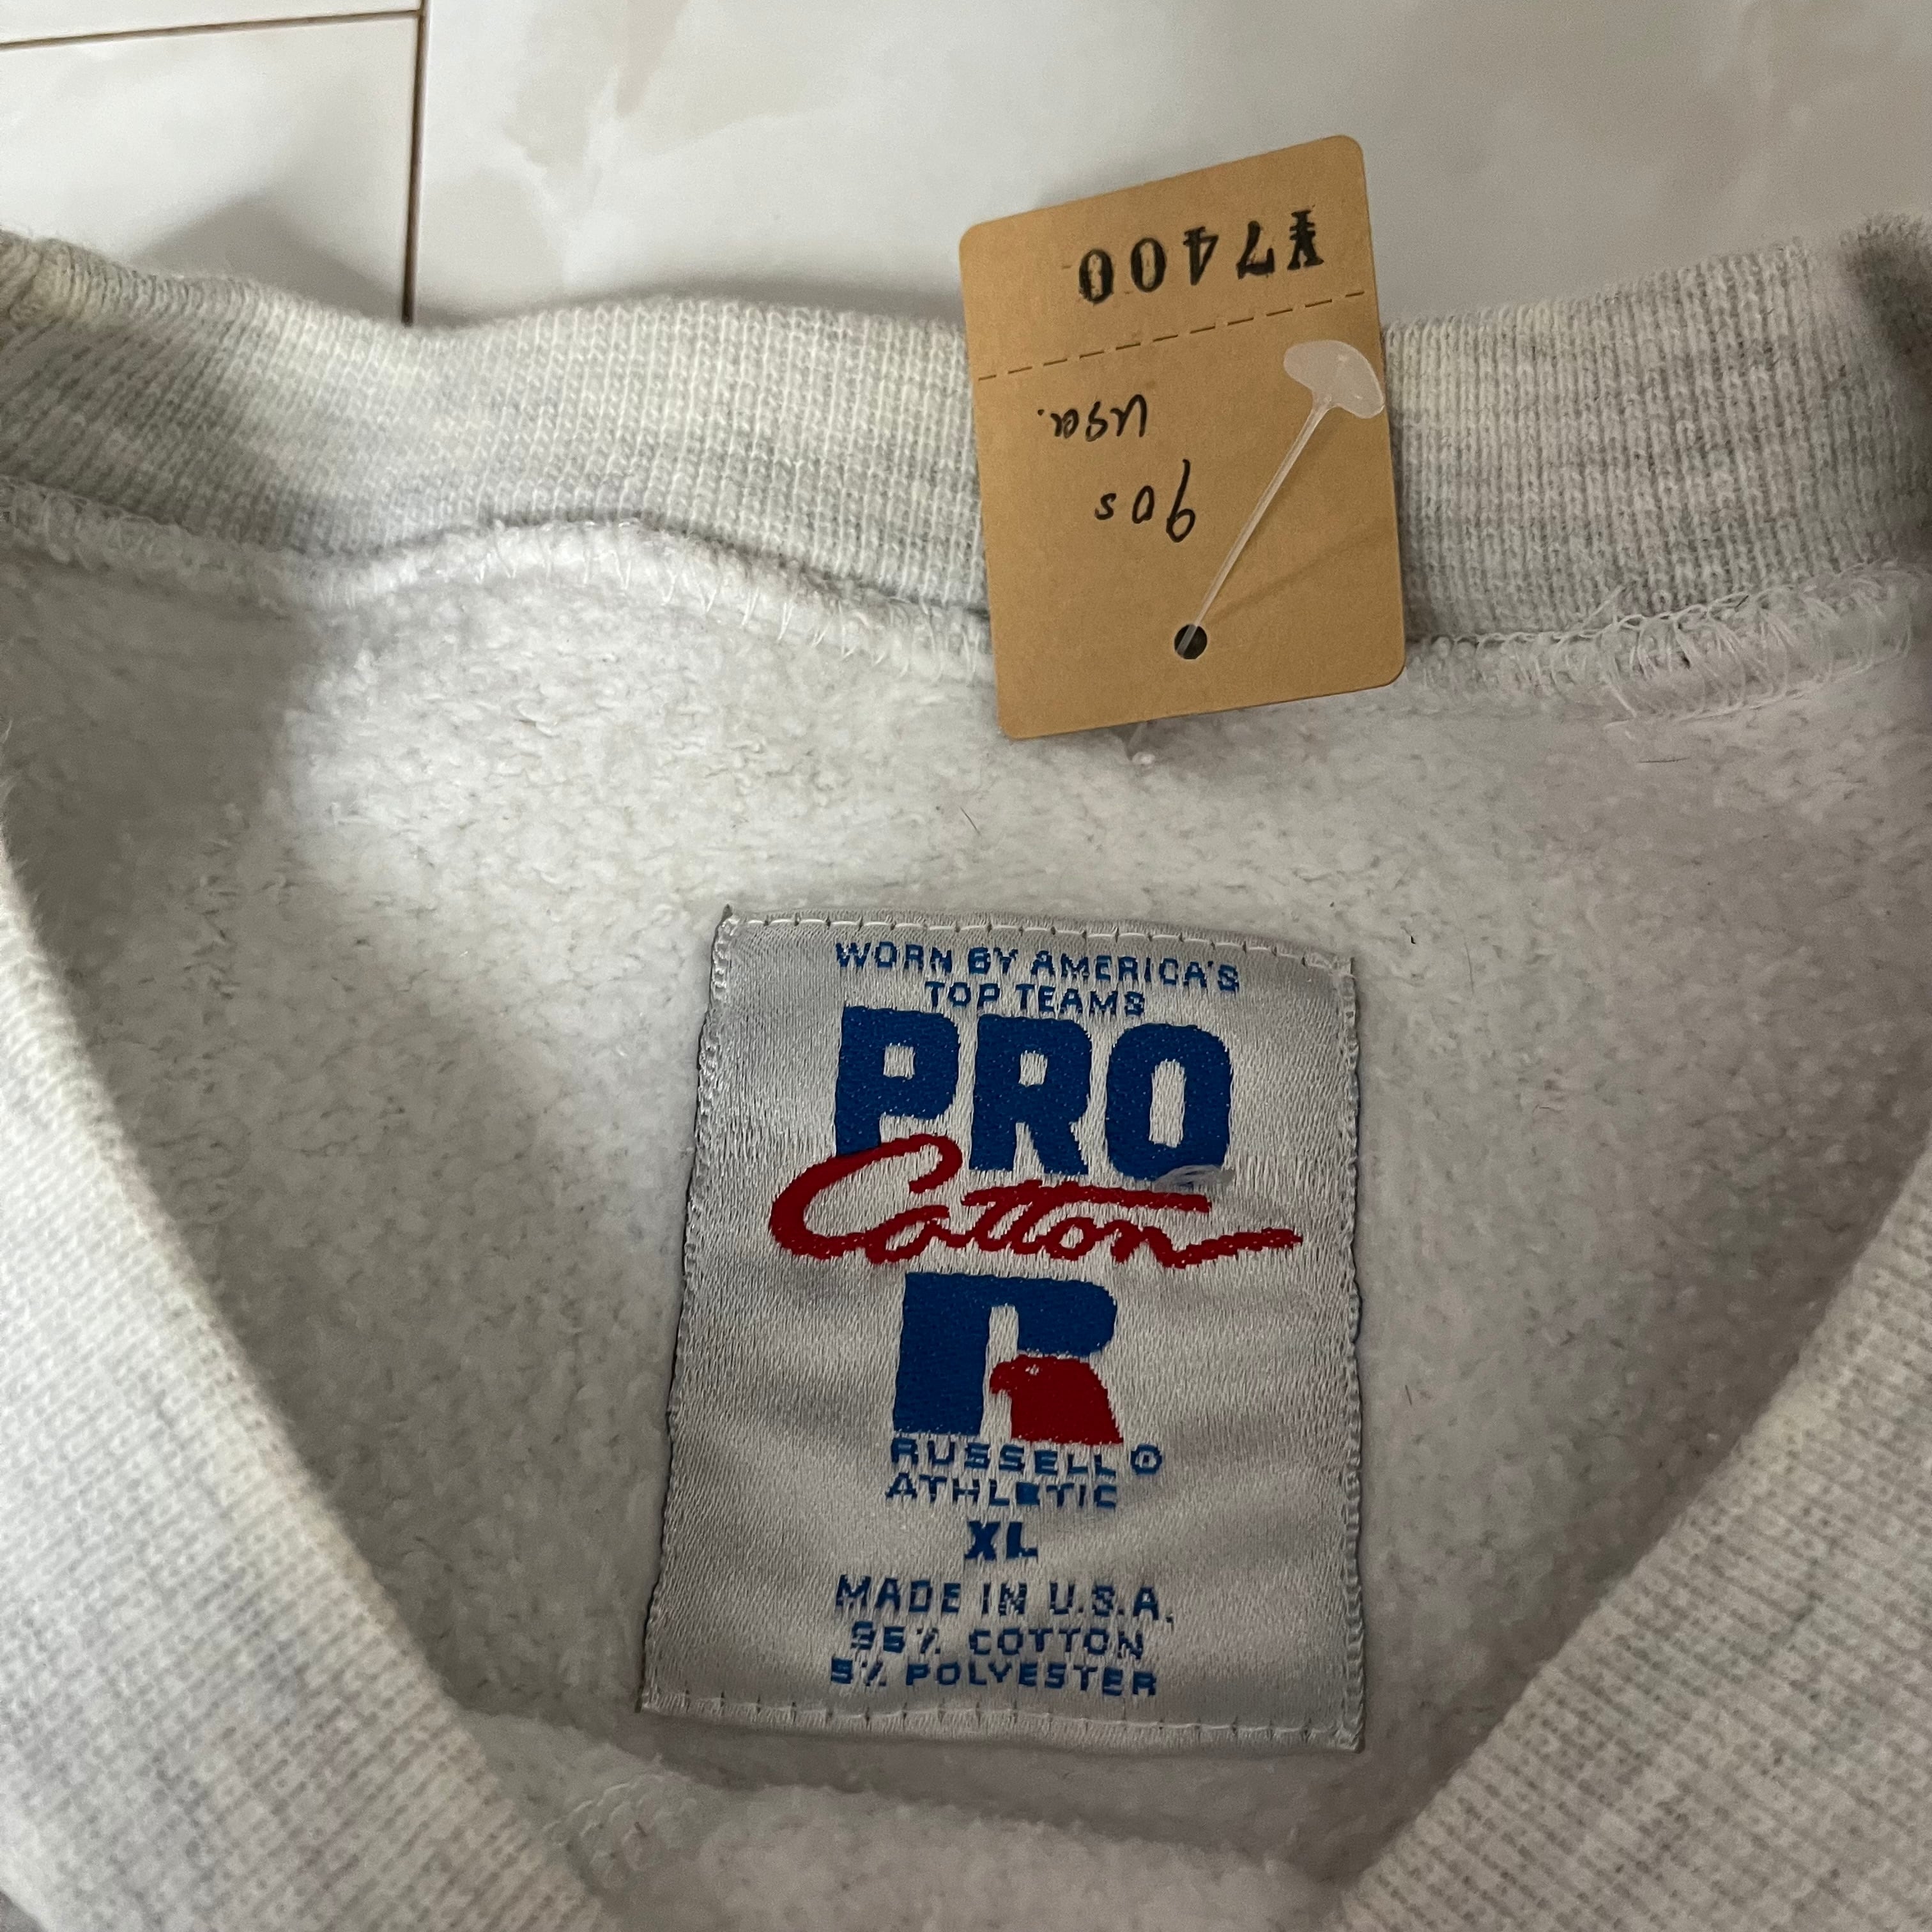 ¥7400
usa.
90s
WORN BY AMERICA'S
TOP TEAMS
PRO
Cotton
R
RUSSELL ®
ATHLETIC
XL
MADE IN U.S.A.
95% COTTON
5% POLYESTER